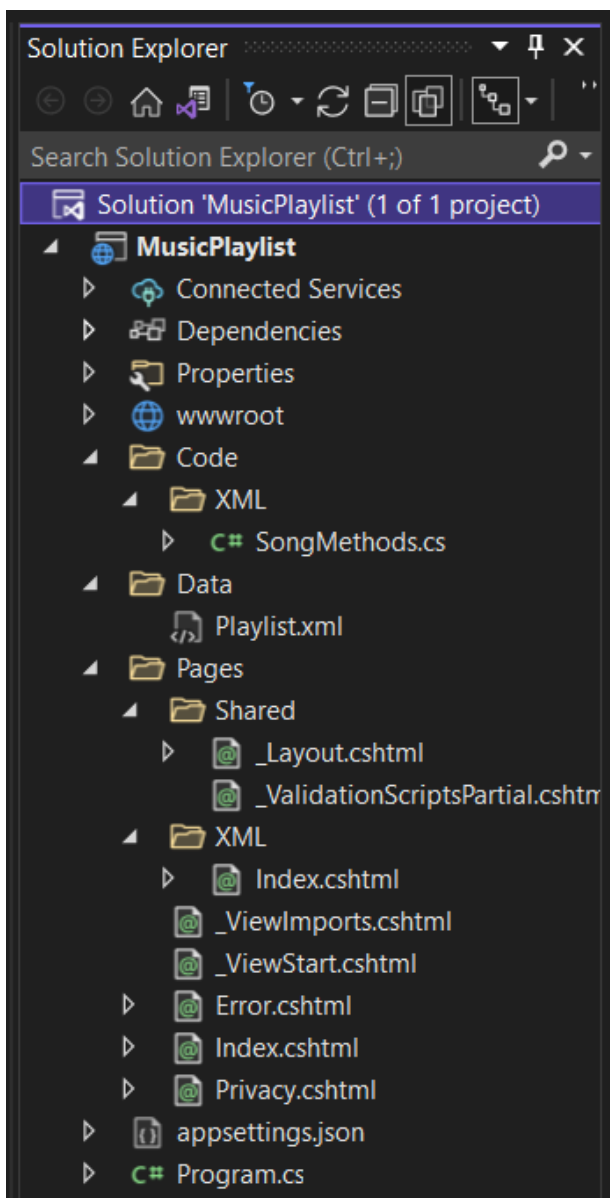 Solution Explorer
Search Solution Explorer (Ctrl+;)
Solution 'MusicPlaylist' (1 of 1 project)
MusicPlaylist
Connected Services
Dependencies
Properties
wwwroot
Code
XML
C# SongMethods.cs
Data
Playlist.xml
Pages
Shared
_Layout.cshtml
_ValidationScriptsPartial.cshtm
XML
Index.cshtml
_ViewImports.cshtml
_ViewStart.cshtml
Error.cshtml
Index.cshtml
Privacy.cshtml
appsettings.json
C# Program.cs